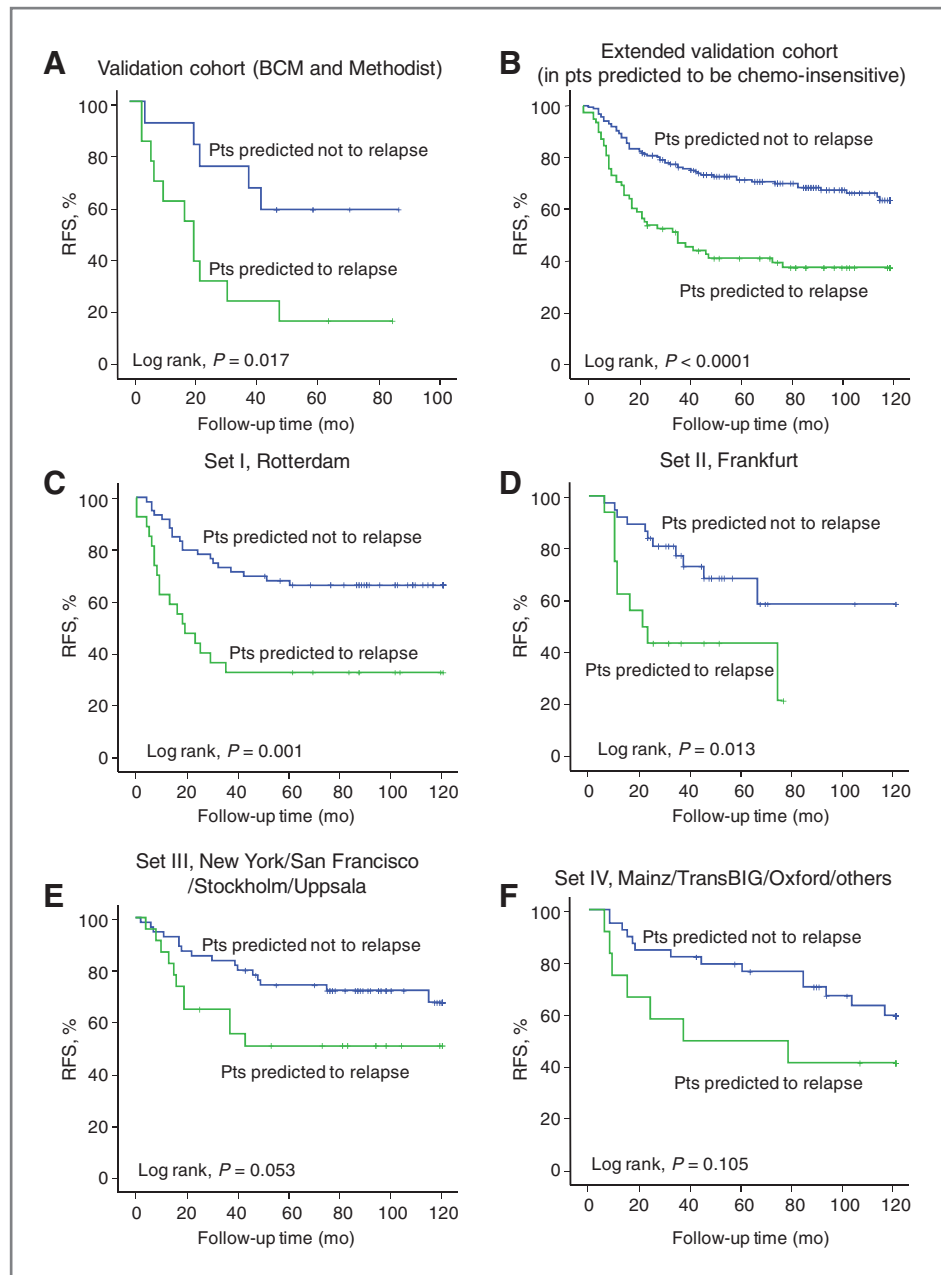 A
Validation cohort (BCM and Methodist)
100
80
60
40
20
0
RFS, %
Pts predicted not to relapse
Pts predicted to relapse
Log rank, P = 0.017
0 20 40 60 80 100
Follow-up time (mo)
B
Extended validation cohort
(in pts predicted to be chemo-insensitive)
100
80
60
40
20
0
RFS, %
Pts predicted not to relapse
Pts predicted to relapse
Log rank, P < 0.0001
0 20 40 60 80 100 120
Follow-up time (mo)
C
Set I, Rotterdam
100
80
60
40
20
0
RFS, %
Pts predicted not to relapse
Pts predicted to relapse
Log rank, P = 0.001
0 20 40 60 80 100 120
Follow-up time (mo)
D
Set II, Frankfurt
100
80
60
40
20
0
RFS, %
Pts predicted not to relapse
Pts predicted to relapse
Log rank, P = 0.013
0 20 40 60 80 100 120
Follow-up time (mo)
E
Set III, New York/San Francisco
/Stockholm/Uppsala
100
80
60
40
20
0
RFS, %
Pts predicted not to relapse
Pts predicted to relapse
Log rank, P = 0.053
0 20 40 60 80 100 120
Follow-up time (mo)
F
Set IV, Mainz/TransBIG/Oxford/others
100
80
60
40
20
0
RFS, %
Pts predicted not to relapse
Pts predicted to relapse
Log rank, P = 0.105
0 20 40 60 80 100 120
Follow-up time (mo)